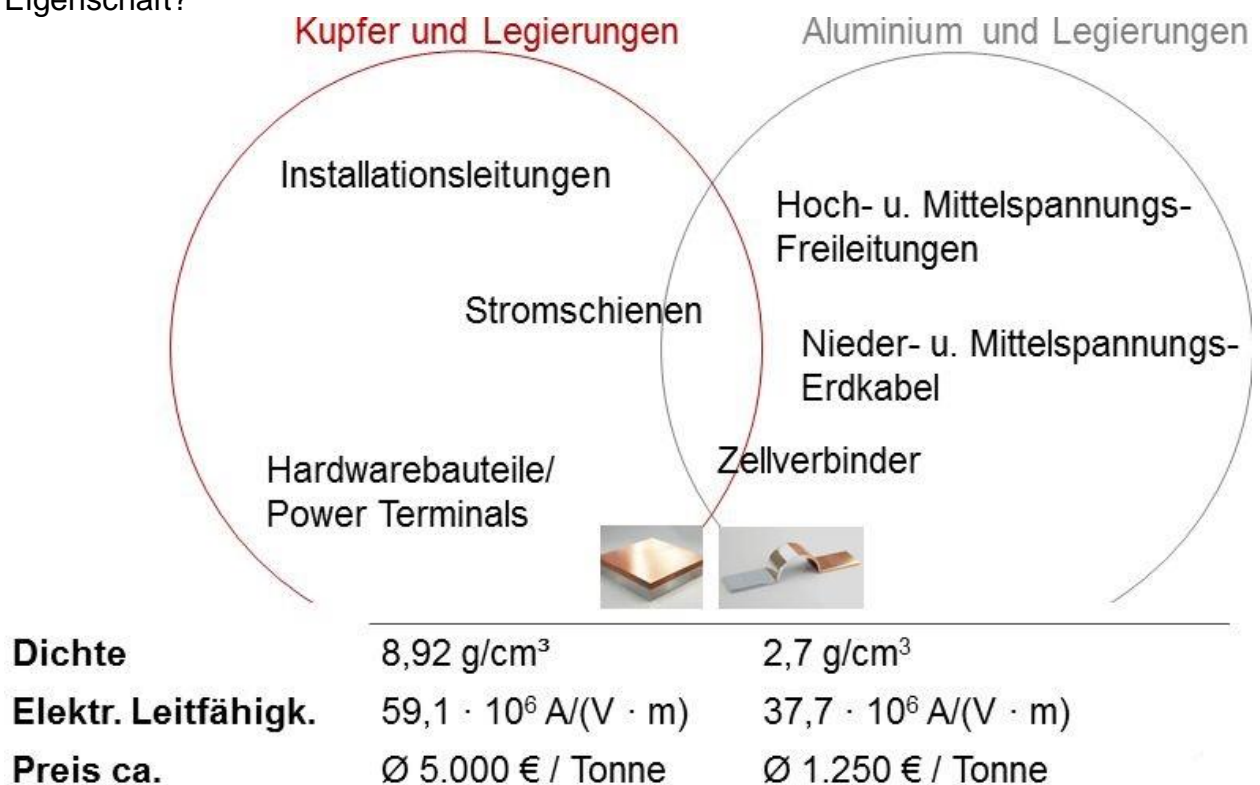 Eigenschaft?
Kupfer und Legierungen
Aluminium und Legierungen
Installationsleitungen
Hoch- u. Mittelspannungs-
Freileitungen
Stromschienen
Nieder- u. Mittelspannungs-
Erdkabel
Zellverbinder
Hardwarebauteile/
Power Terminals
Dichte 8,92 g/cm³ 2,7 g/cm³
Elektr. Leitfähigk. 59,1 · 10⁶ A/(V · m) 37,7 · 10⁶ A/(V · m)
Preis ca. Ø 5.000 € / Tonne Ø 1.250 € / Tonne